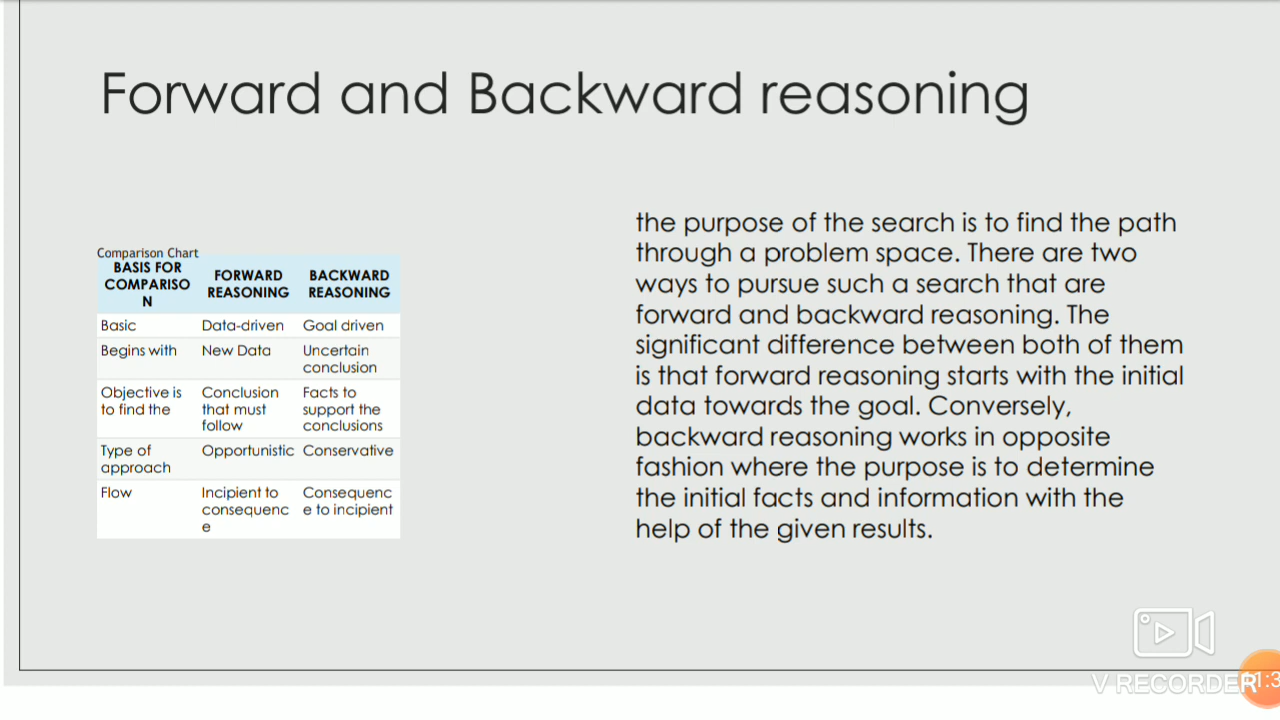 Forward and Backward reasoning
Comparison Chart
BASIS FOR
COMPARISO
N
FORWARD
REASONING
BACKWARD
REASONING
Basic
Data-driven
Goal driven
Begins with
New Data
Uncertain
conclusion
Objective is
to find the
Conclusion
that must
follow
Facts to
support the
conclusions
Type of
approach
Opportunistic
Conservative
Flow
Incipient to
consequenc
e
Consequenc
e to incipient
the purpose of the search is to find the path
through a problem space. There are two
ways to pursue such a search that are
forward and backward reasoning. The
significant difference between both of them
is that forward reasoning starts with the initial
data towards the goal. Conversely,
backward reasoning works in opposite
fashion where the purpose is to determine
the initial facts and information with the
help of the given results.
V RECORDER